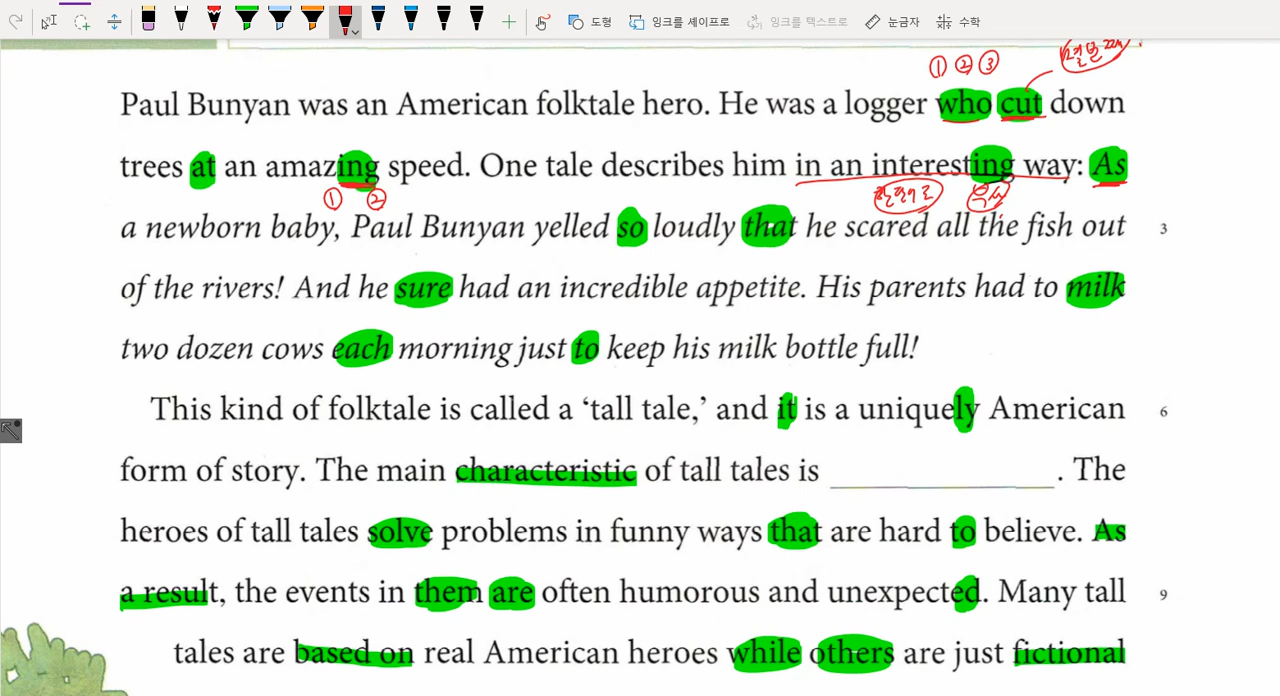 도형 잉크를 셰이프로 잉크를 텍스트로 눈금자 수학
① ② ③
Paul Bunyan was an American folktale hero. He was a logger who cut down
trees at an amazing speed. One tale describes him in an interesting way: As
① ②
a newborn baby, Paul Bunyan yelled so loudly that he scared all the fish out 3
of the rivers! And he sure had an incredible appetite. His parents had to milk
two dozen cows each morning just to keep his milk bottle full!
This kind of folktale is called a ‘tall tale,’ and it is a uniquely American 6
form of story. The main characteristic of tall tales is ____________. The
heroes of tall tales solve problems in funny ways that are hard to believe. As
a result, the events in them are often humorous and unexpected. Many tall 9
tales are based on real American heroes while others are just fictional